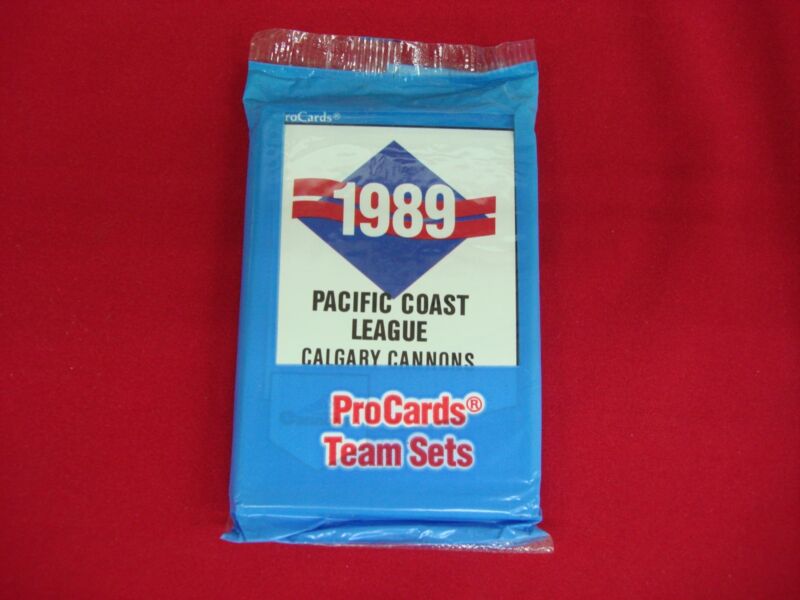 roCards®
1989
PACIFIC COAST
LEAGUE
CALGARY CANNONS
ProCards®
Team Sets